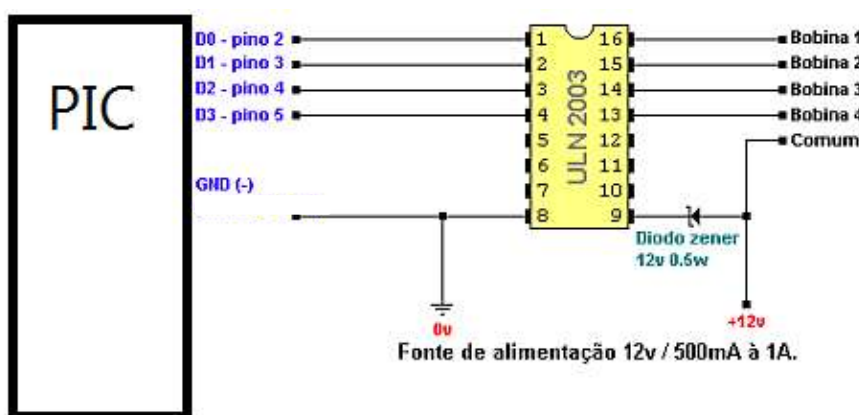 PIC
D0 - pino 2
D1 - pino 3
D2 - pino 4
D3 - pino 5
GND (-)
ULN 2003
1 16
2 15
3 14
4 13
5 12
6 11
7 10
8 9
Bobina 1
Bobina 2
Bobina 3
Bobina 4
Comum
Diodo zener
12v 0.5w
0v
+12v
Fonte de alimentação 12v / 500mA à 1A.